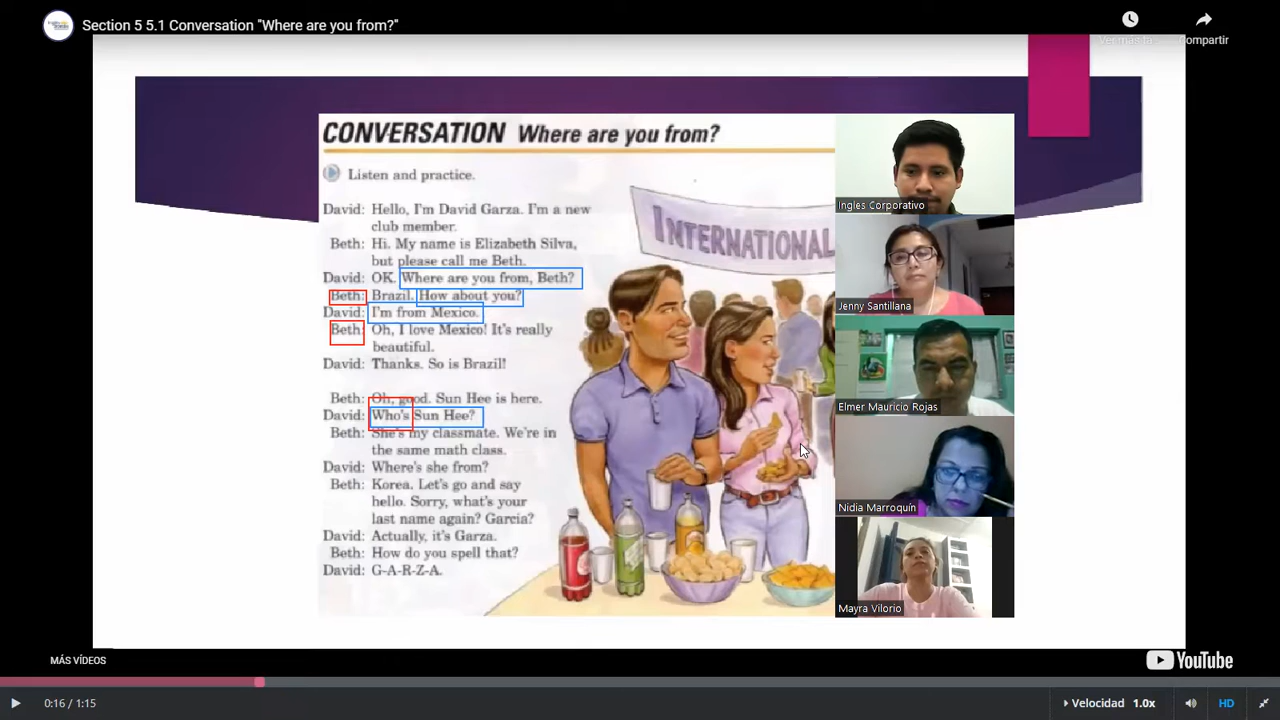 Section 5 5.1 Conversation "Where are you from?"
Ver más ta...
Compartir
CONVERSATION Where are you from?
Listen and practice.
David: Hello, I'm David Garza. I'm a new
club member.
Beth: Hi. My name is Elizabeth Silva,
but please call me Beth.
David: OK. Where are you from, Beth?
Beth: Brazil. How about you?
David: I'm from Mexico.
Beth: Oh, I love Mexico! It's really
beautiful.
David: Thanks. So is Brazil!
Beth: Oh, good. Sun Hee is here.
David: Who's Sun Hee?
Beth: She's my classmate. We're in
the same math class.
David: Where's she from?
Beth: Korea. Let's go and say
hello. Sorry, what's your
last name again? García?
David: Actually, it's Garza.
Beth: How do you spell that?
David: G-A-R-Z-A.
INTERNATIONAL
Ingles Corporativo
Jenny Santillana
Elmer Mauricio Rojas
Nidia Marroquín
Mayra Vilorio
MÁS VÍDEOS
YouTube
0:16 / 1:15
Velocidad 1.0x
HD